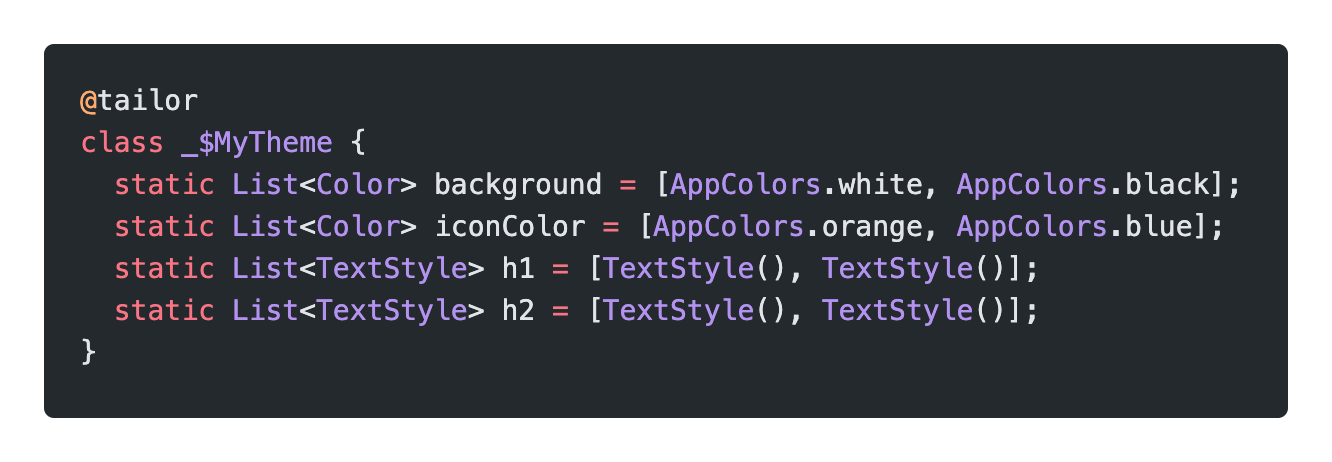 @tailor
class _$MyTheme {
  static List<Color> background = [AppColors.white, AppColors.black];
  static List<Color> iconColor = [AppColors.orange, AppColors.blue];
  static List<TextStyle> h1 = [TextStyle(), TextStyle()];
  static List<TextStyle> h2 = [TextStyle(), TextStyle()];
}